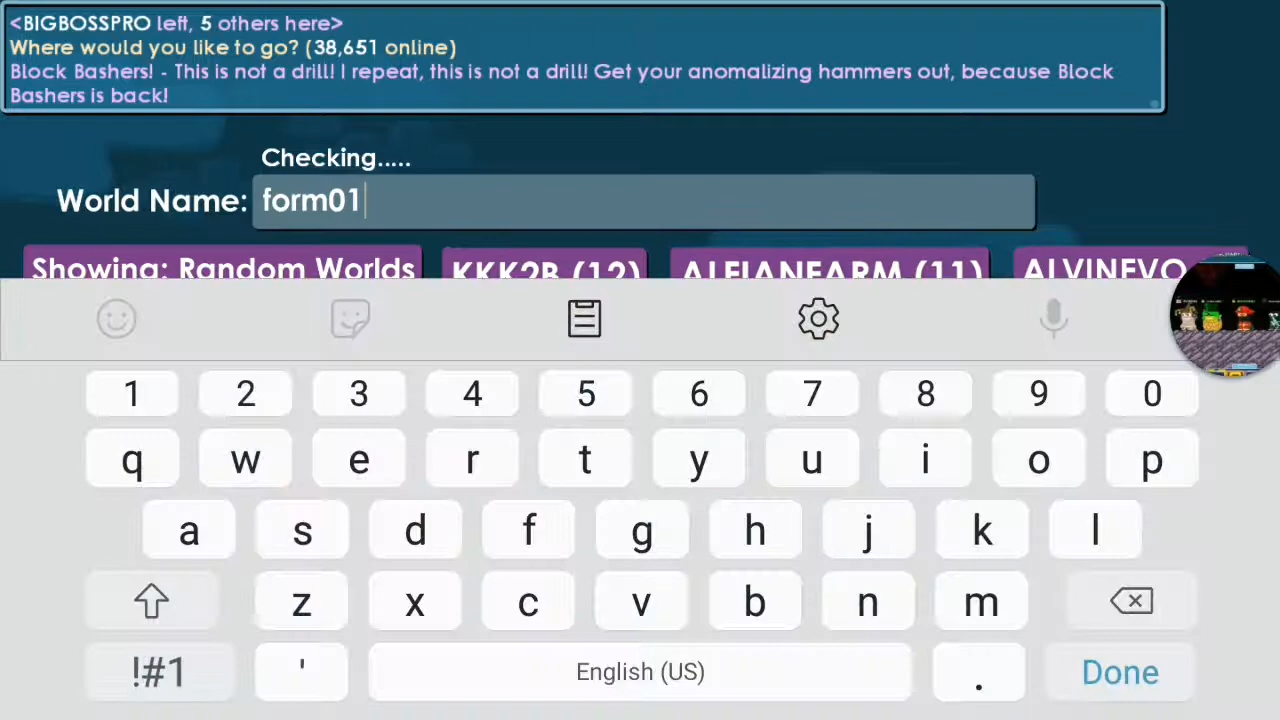 <BIGBOSSPRO left, 5 others here>
Where would you like to go? (38,651 online)
Block Bashers! - This is not a drill! I repeat, this is not a drill! Get your anomalizing hammers out, because Block
Bashers is back!
Checking.....
World Name: form01
Showing: Random Worlds KKK2B (12) ALFIANFARM (11) ALVINEVO
1 2 3 4 5 6 7 8 9 0
q w e r t y u i o p
a s d f g h j k l
z x c v b n m
!#1 ' English (US) . Done